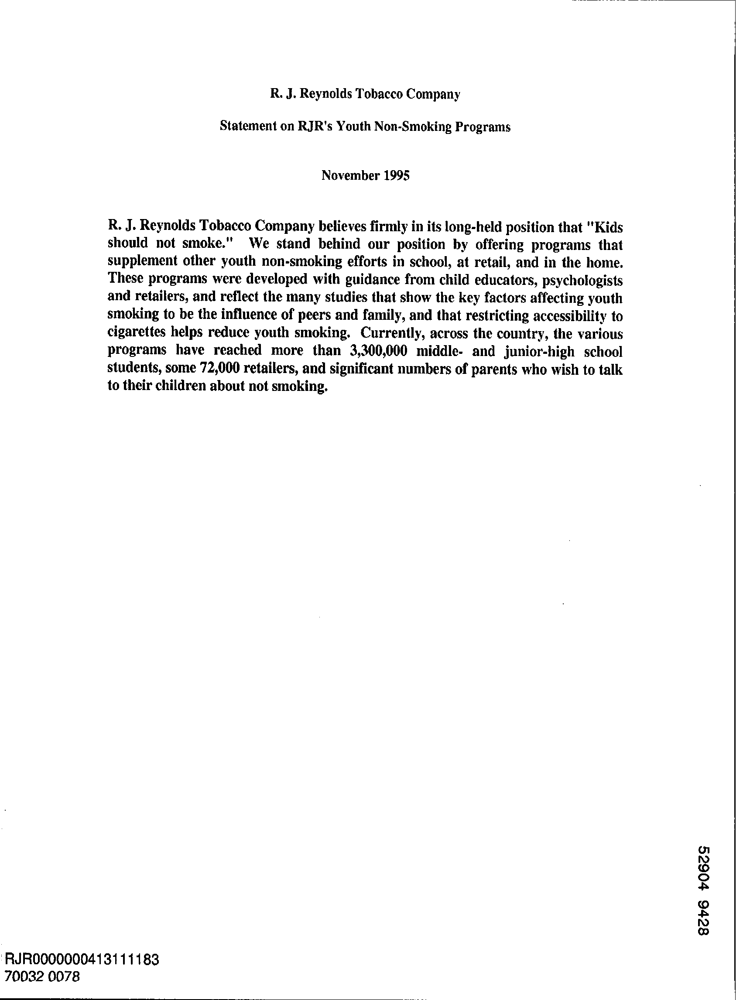 R. J. Reynolds Tobacco Company
Statement on RJR's Youth Non-Smoking Programs
November 1995
R. J. Reynolds Tobacco Company believes firmly in its long-held position that "Kids
should not smoke." We stand behind our position by offering programs that
supplement other youth non-smoking efforts in school, at retail, and in the home.
These programs were developed with guidance from child educators, psychologists
and retailers, and reflect the many studies that show the key factors affecting youth
smoking to be the influence of peers and family, and that restricting accessibility to
cigarettes helps reduce youth smoking. Currently, across the country, the various
programs have reached more than 3,300,000 middle- and junior-high school
students, some 72,000 retailers, and significant numbers of parents who wish to talk
to their children about not smoking.
52904 9428
RJR0000000413111183
70032 0078